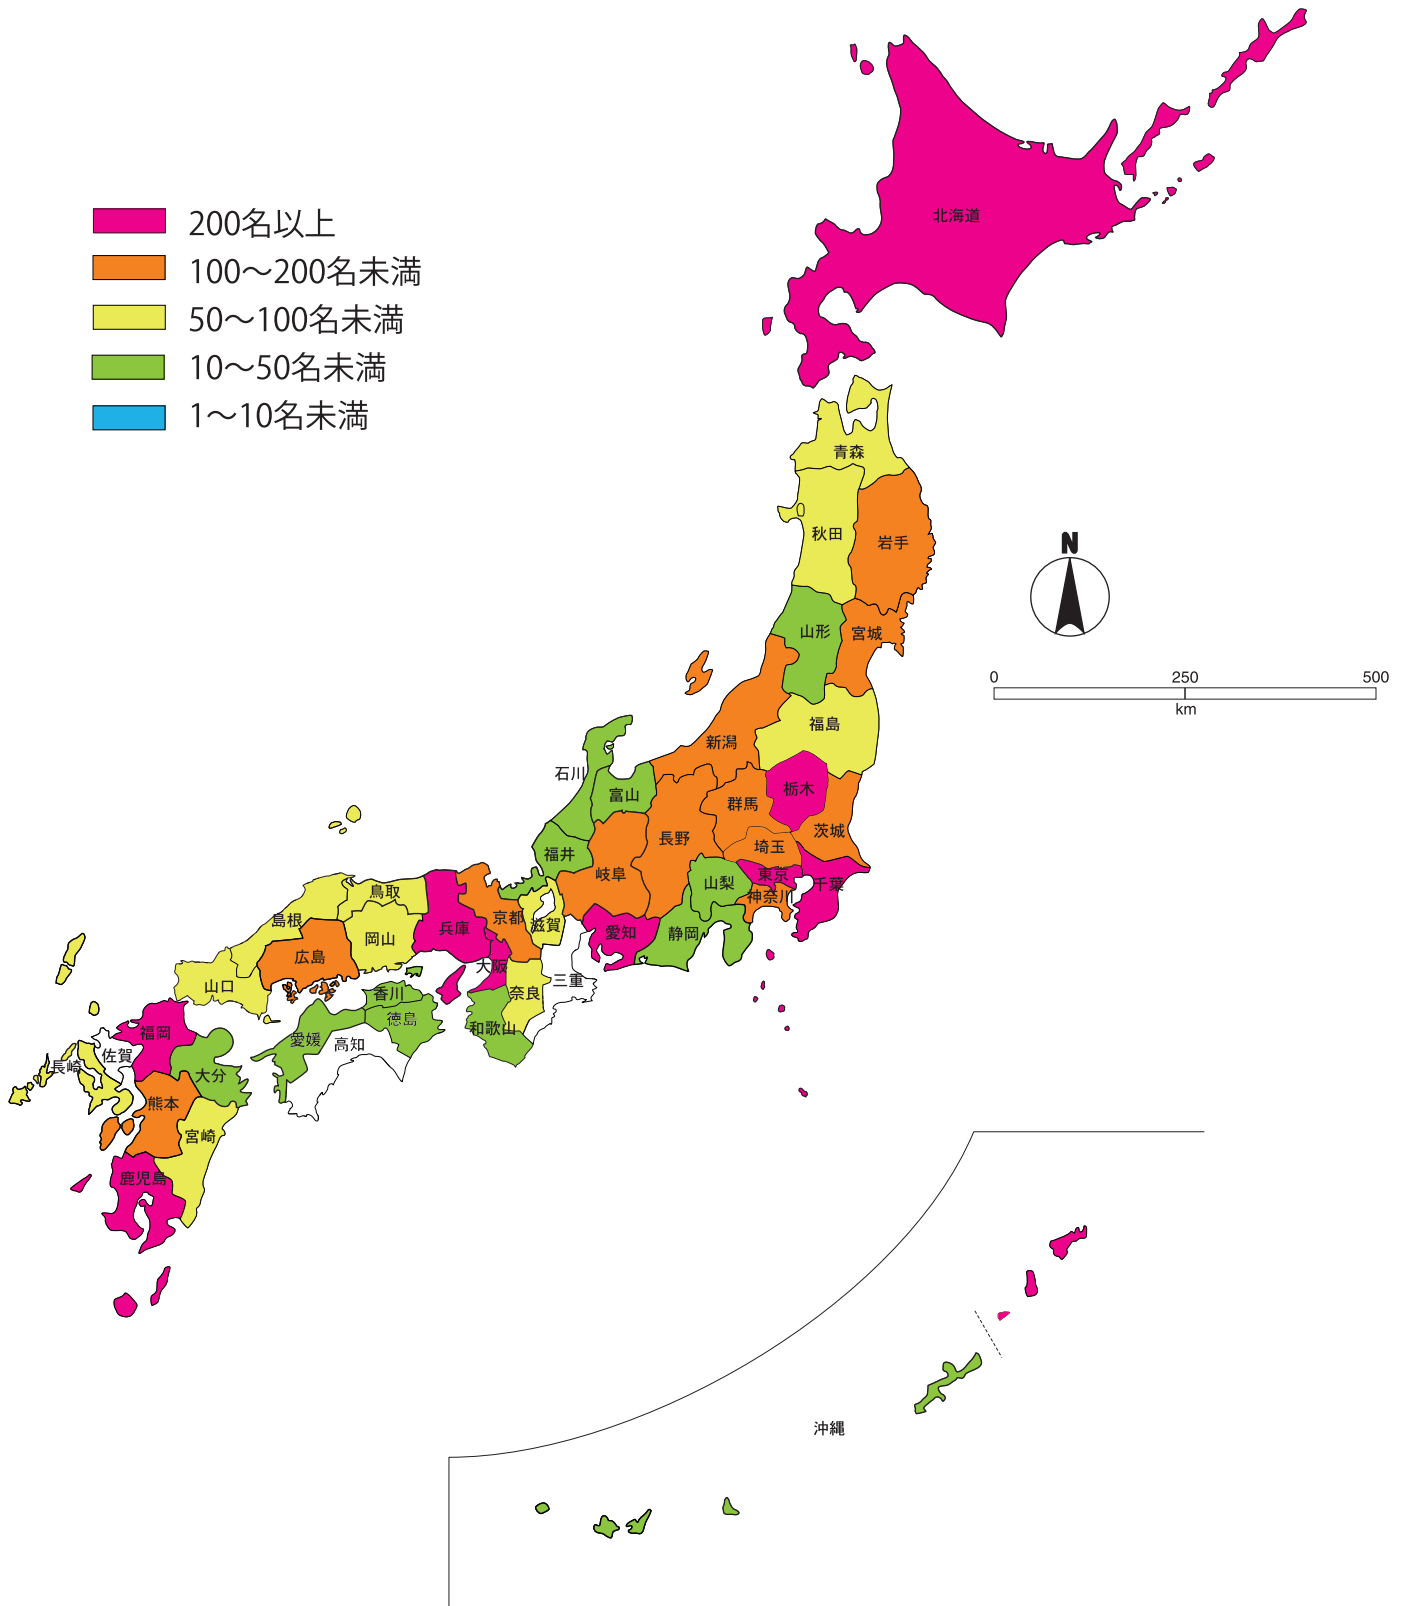 200名以上
100～200名未満
50～100名未満
10～50名未満
1～10名未満
北海道
青森
秋田
岩手
山形
宮城
福島
新潟
石川
富山
福井
栃木
群馬
茨城
埼玉
長野
岐阜
東京
千葉
山梨
神奈川
静岡
愛知
京都
滋賀
三重
兵庫
大阪
奈良
和歌山
鳥取
島根
岡山
広島
山口
香川
徳島
愛媛
高知
福岡
佐賀
長崎
大分
熊本
宮崎
鹿児島
沖縄
N
0 250 500
km